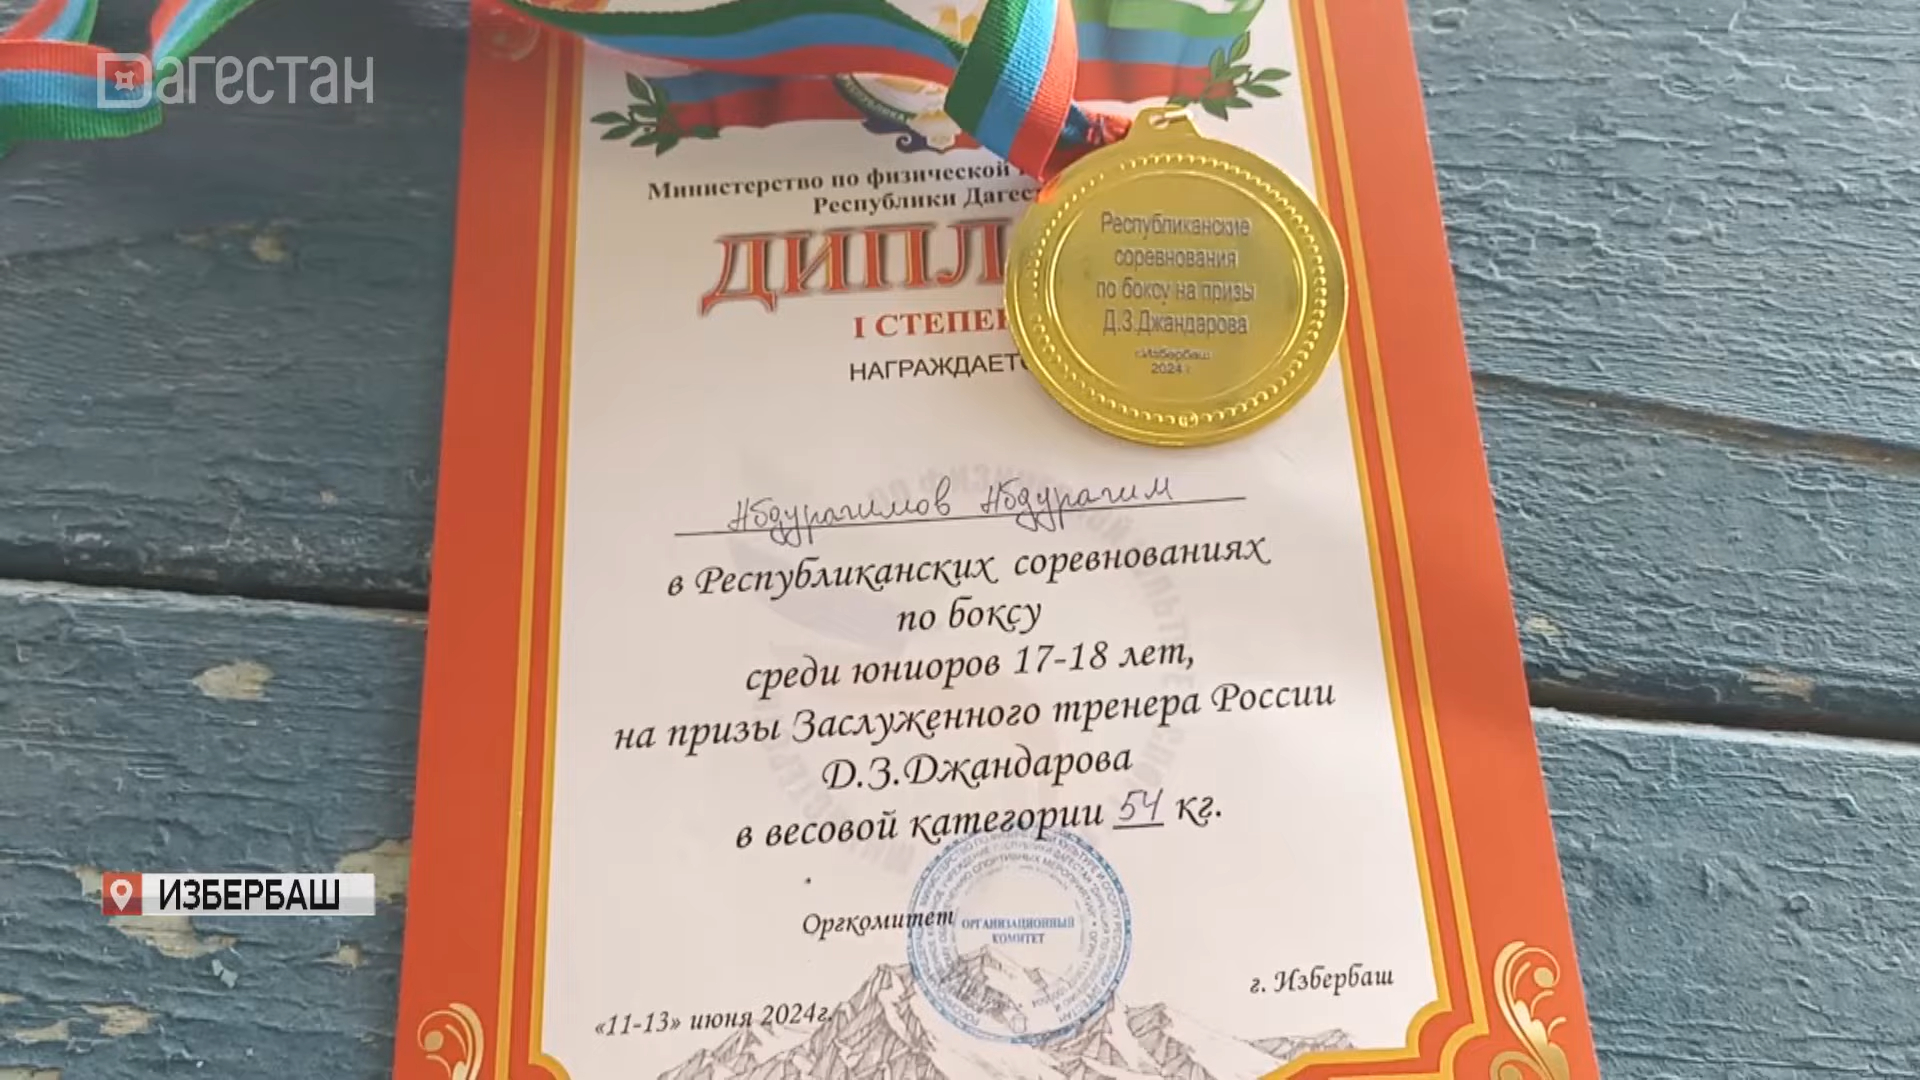 Дагестан
Министерство по физической
Республики Дагест
ДИПЛ
I СТЕПЕН
НАГРАЖДАЕТС
Республиканские
соревнования
по боксу на призы
Д.З.Джандарова
г.Избербаш
2024 г.
Абдурагимов Абдурагим
в Республиканских соревнованиях
по боксу
среди юниоров 17-18 лет,
на призы Заслуженного тренера России
Д.З.Джандарова
в весовой категории 54 кг.
Оргкомитет
ОРГАНИЗАЦИОННЫЙ
КОМИТЕТ
г. Избербаш
«11-13» июня 2024г.
ИЗБЕРБАШ